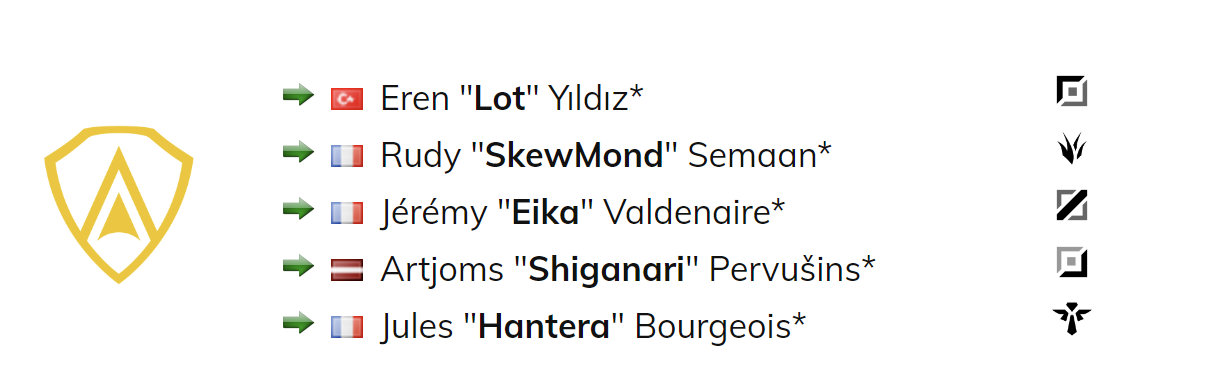 Eren "Lot" Yıldız*
Rudy "SkewMond" Semaan*
Jérémy "Eika" Valdenaire*
Artjoms "Shiganari" Pervušins*
Jules "Hantera" Bourgeois*